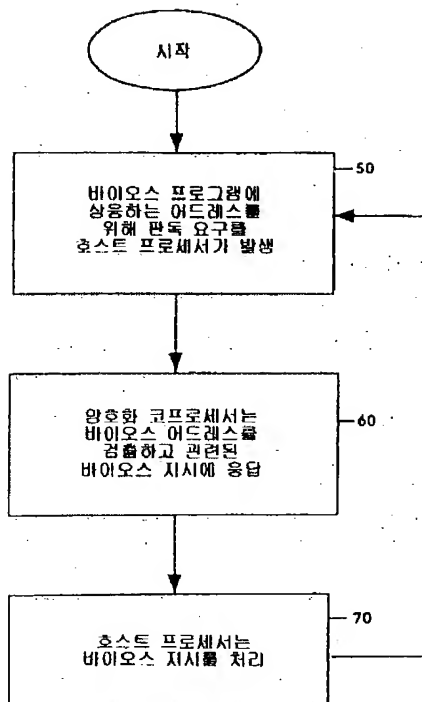 시작
50
바이오스 프로그램에
상응하는 어드레스를
위해 판독 요구를
호스트 프로세서가 발생
60
암호화 코프로세서는
바이오스 어드레스를
검출하고 관련된
바이오스 지시에 응답
70
호스트 프로세서는
바이오스 지시를 처리